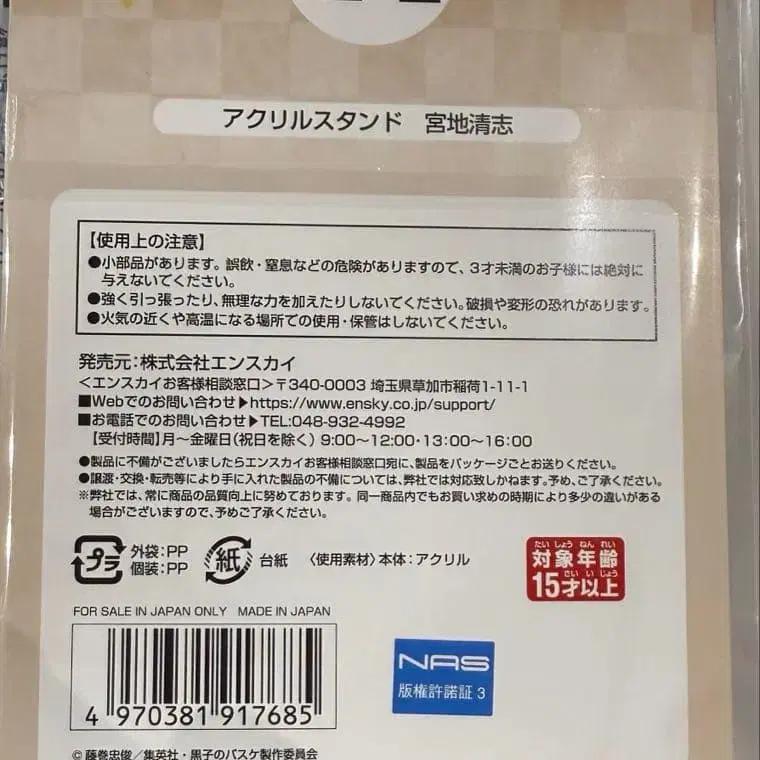 アクリルスタンド 宮地清志
【使用上の注意】
●小部品があります。誤飲・窒息などの危険がありますので、3才未満のお子様には絶対に
与えないでください。
●強く引っ張ったり、無理な力を加えたりしないでください。破損や変形の恐れがあります。
●火気の近くや高温になる場所での使用・保管はしないでください。
発売元:株式会社エンスカイ
<エンスカイお客様相談窓口>〒340-0003 埼玉県草加市稲荷1-11-1
■Webでのお問い合わせ▶https://www.ensky.co.jp/support/
■お電話でのお問い合わせ▶TEL:048-932-4992
【受付時間】月〜金曜日(祝日を除く) 9:00〜12:00・13:00〜16:00
●製品に不備がございましたらエンスカイお客様相談窓口宛に、製品をパッケージごとお送りください。
●譲渡・交換・転売等により手に入れた製品の不備については、弊社では対応致しかねます。予め、ご了承ください。
※弊社では、常に商品の品質向上に努めております。同一商品内でもお買い求めの時期により多少の違いがある
場合がございますので、予めご了承ください。
プラ 外装:PP
個装:PP
紙 台紙
〈使用素材〉本体:アクリル
たい しょう ねん れい
対象年齢
さい い じょう
15才以上
FOR SALE IN JAPAN ONLY MADE IN JAPAN
4 970381 917685
NAS
版権許諾証 3
© 藤巻忠俊/集英社・黒子のバスケ製作委員会